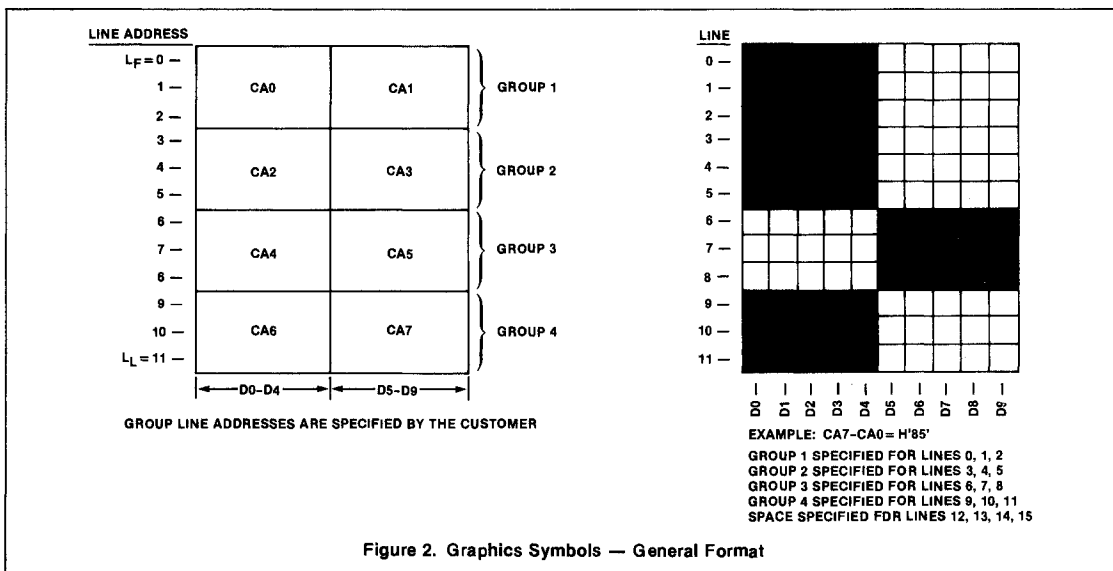 LINE ADDRESS
LF = 0 —
1 —
2 —
3 —
4 —
5 —
6 —
7 —
6 —
9 —
10 —
LL = 11 —
CA0 CA1
CA2 CA3
CA4 CA5
CA6 CA7
GROUP 1
GROUP 2
GROUP 3
GROUP 4
D0–D4 D5–D9
GROUP LINE ADDRESSES ARE SPECIFIED BY THE CUSTOMER
LINE
0 —
1 —
2 —
3 —
4 —
5 —
6 —
7 —
8 —
9 —
10 —
11 —
D0 —
D1 —
D2 —
D3 —
D4 —
D5 —
D6 —
D7 —
D8 —
D9 —
EXAMPLE: CA7–CA0 = H'85'
GROUP 1 SPECIFIED FOR LINES 0, 1, 2
GROUP 2 SPECIFIED FOR LINES 3, 4, 5
GROUP 3 SPECIFIED FOR LINES 6, 7, 8
GROUP 4 SPECIFIED FOR LINES 9, 10, 11
SPACE SPECIFIED FDR LINES 12, 13, 14, 15
Figure 2. Graphics Symbols — General Format